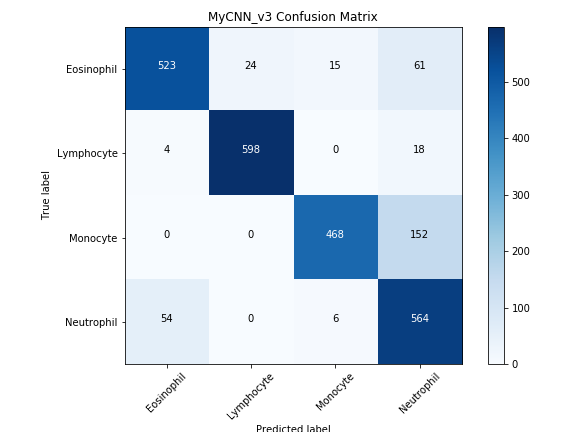 MyCNN_v3 Confusion Matrix
Eosinophil 523 24 15 61
Lymphocyte 4 598 0 18
Monocyte 0 0 468 152
Neutrophil 54 0 6 564
True label
Eosinophil Lymphocyte Monocyte Neutrophil
Predicted label
500
400
300
200
100
0